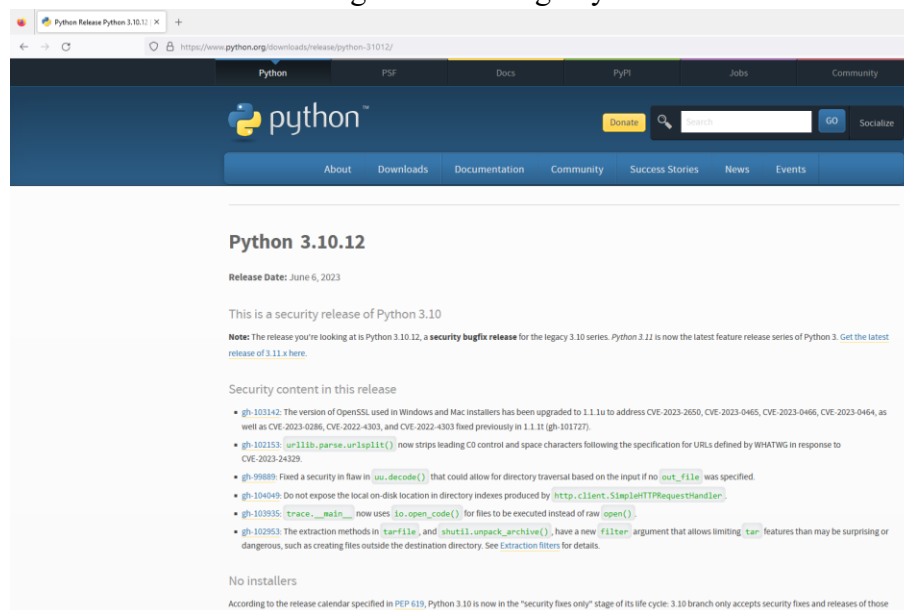 Python Release Python 3.10.12
https://www.python.org/downloads/release/python-31012/
Python PSF Docs PyPI Jobs Community
python™
Donate Search GO Socialize
About Downloads Documentation Community Success Stories News Events
Python 3.10.12
Release Date: June 6, 2023
This is a security release of Python 3.10
Note: The release you're looking at is Python 3.10.12, a security bugfix release for the legacy 3.10 series. Python 3.11 is now the latest feature release series of Python 3. Get the latest
release of 3.11.x here.
Security content in this release
gh-103142: The version of OpenSSL used in Windows and Mac installers has been upgraded to 1.1.1u to address CVE-2023-2650, CVE-2023-0465, CVE-2023-0466, CVE-2023-0464, as
well as CVE-2023-0286, CVE-2022-4303, and CVE-2022-4303 fixed previously in 1.1.1t (gh-101727).
gh-102153: urllib.parse.urlsplit() now strips leading C0 control and space characters following the specification for URLs defined by WHATWG in response to
CVE-2023-24329.
gh-99889: Fixed a security in flaw in uu.decode() that could allow for directory traversal based on the input if no out_file was specified.
gh-104049: Do not expose the local on-disk location in directory indexes produced by http.client.SimpleHTTPRequestHandler.
gh-103935: trace.__main__ now uses io.open_code() for files to be executed instead of raw open().
gh-102953: The extraction methods in tarfile, and shutil.unpack_archive(), have a new filter argument that allows limiting tar features than may be surprising or
dangerous, such as creating files outside the destination directory. See Extraction filters for details.
No installers
According to the release calendar specified in PEP 619, Python 3.10 is now in the "security fixes only" stage of its life cycle: 3.10 branch only accepts security fixes and releases of those